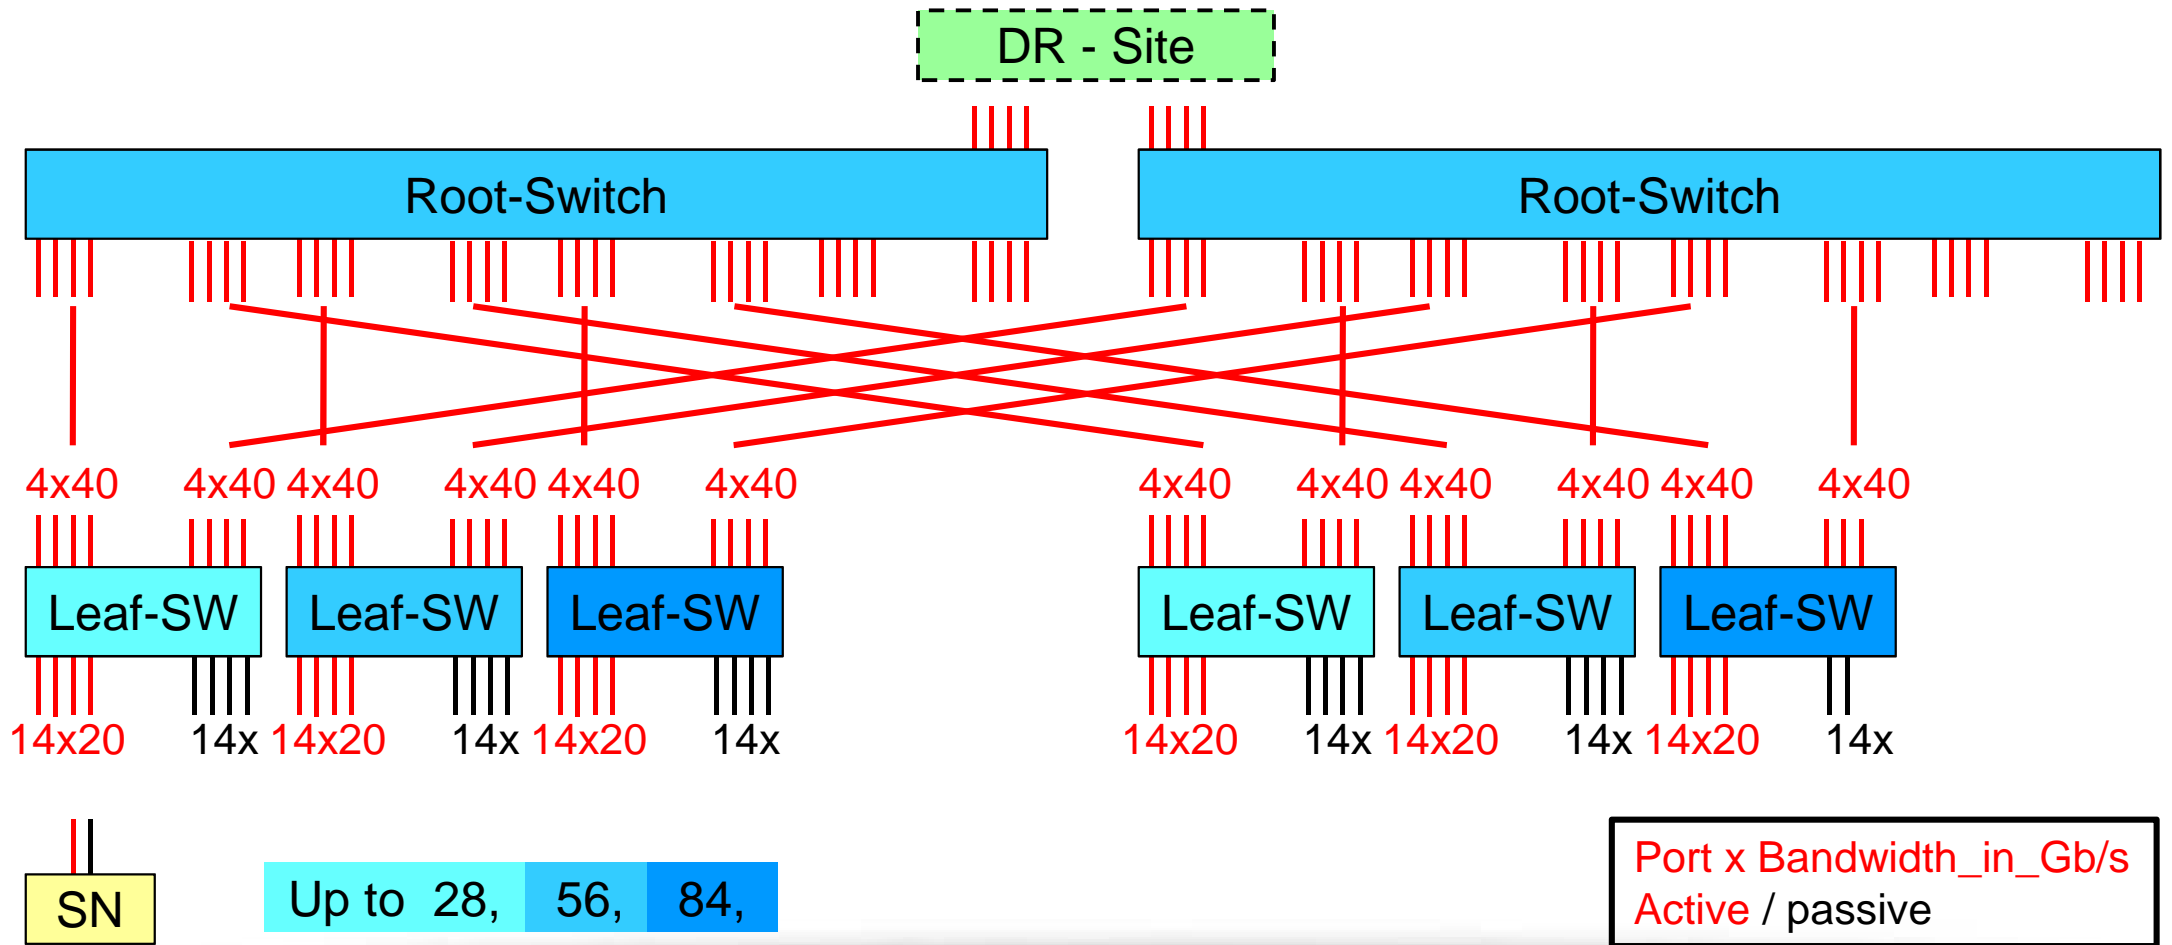 DR - Site
Root-Switch Root-Switch
4x40 4x40 4x40 4x40 4x40 4x40 4x40 4x40 4x40 4x40 4x40 4x40
Leaf-SW Leaf-SW Leaf-SW Leaf-SW Leaf-SW Leaf-SW
14x20 14x 14x20 14x 14x20 14x 14x20 14x 14x20 14x 14x20 14x
SN
Up to 28, 56, 84,
Port x Bandwidth_in_Gb/s
Active / passive